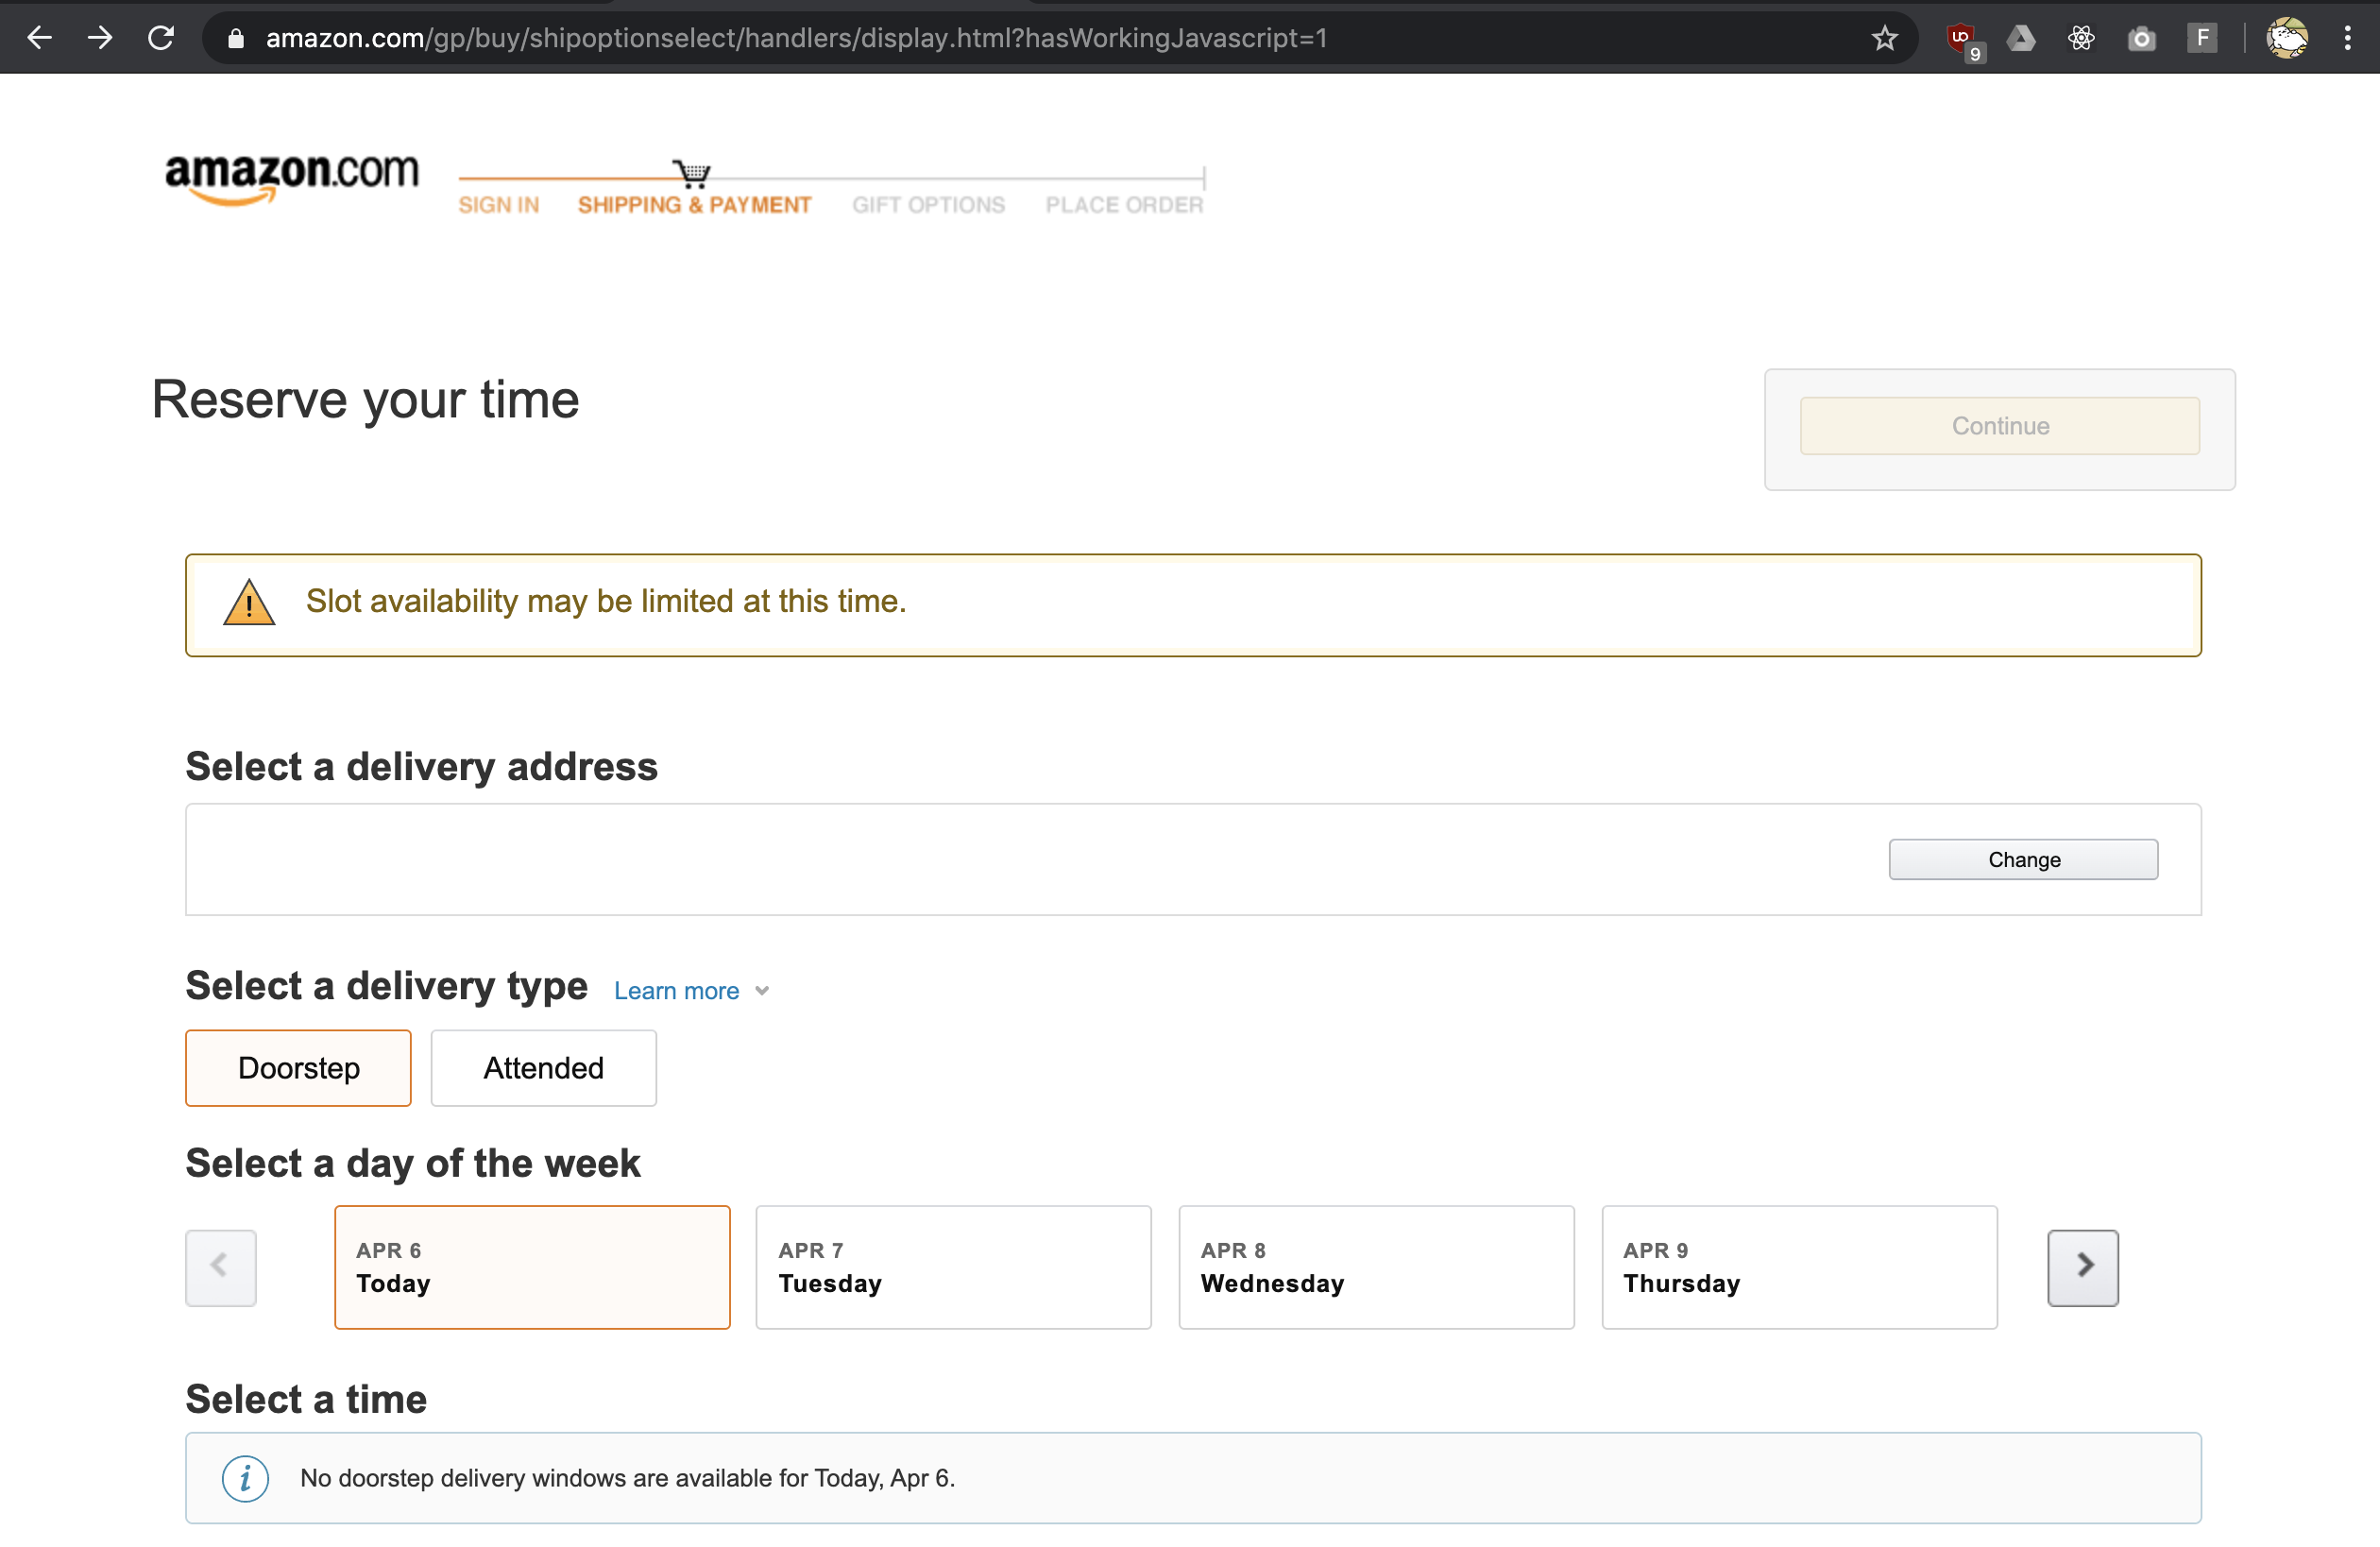 amazon.com/gp/buy/shipoptionselect/handlers/display.html?hasWorkingJavascript=1
UO
9
F
amazon.com
SIGN IN SHIPPING & PAYMENT GIFT OPTIONS PLACE ORDER
Reserve your time
Continue
! Slot availability may be limited at this time.
Select a delivery address
Change
Select a delivery type Learn more
Doorstep Attended
Select a day of the week
APR 6
Today
APR 7
Tuesday
APR 8
Wednesday
APR 9
Thursday
Select a time
i No doorstep delivery windows are available for Today, Apr 6.